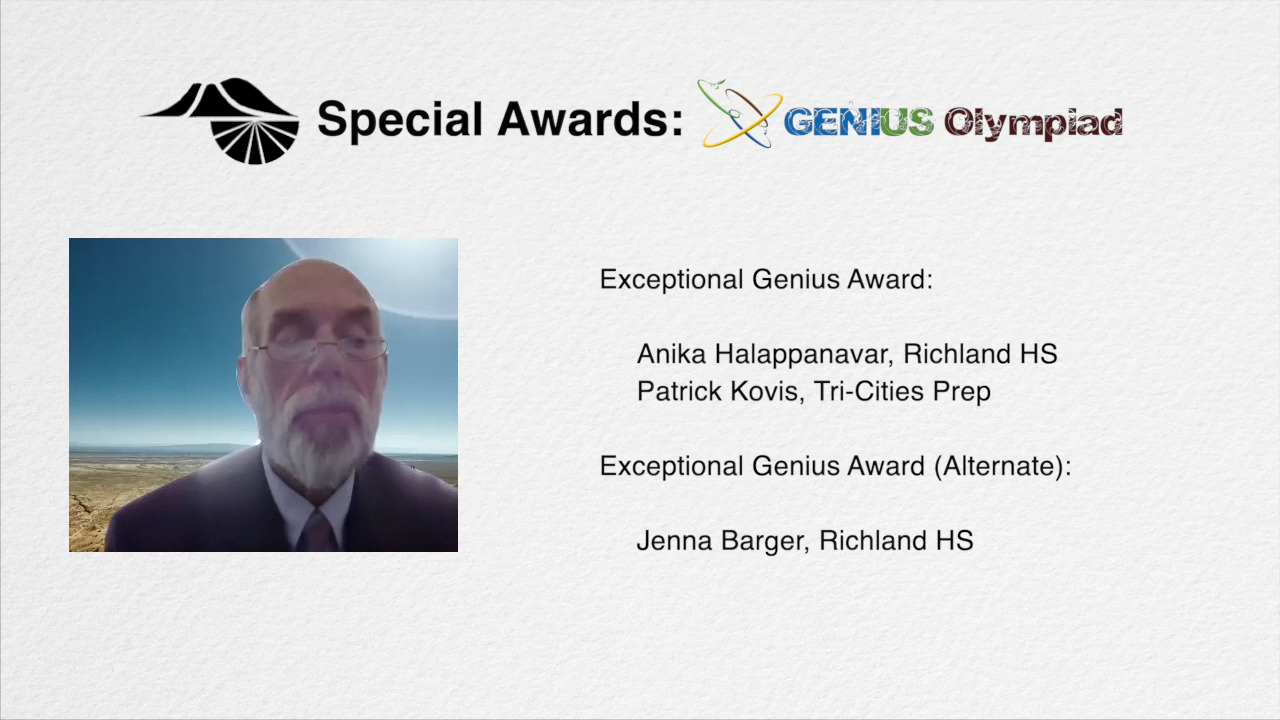 Special Awards: GENIUS Olympiad
Exceptional Genius Award:
Anika Halappanavar, Richland HS
Patrick Kovis, Tri-Cities Prep
Exceptional Genius Award (Alternate):
Jenna Barger, Richland HS